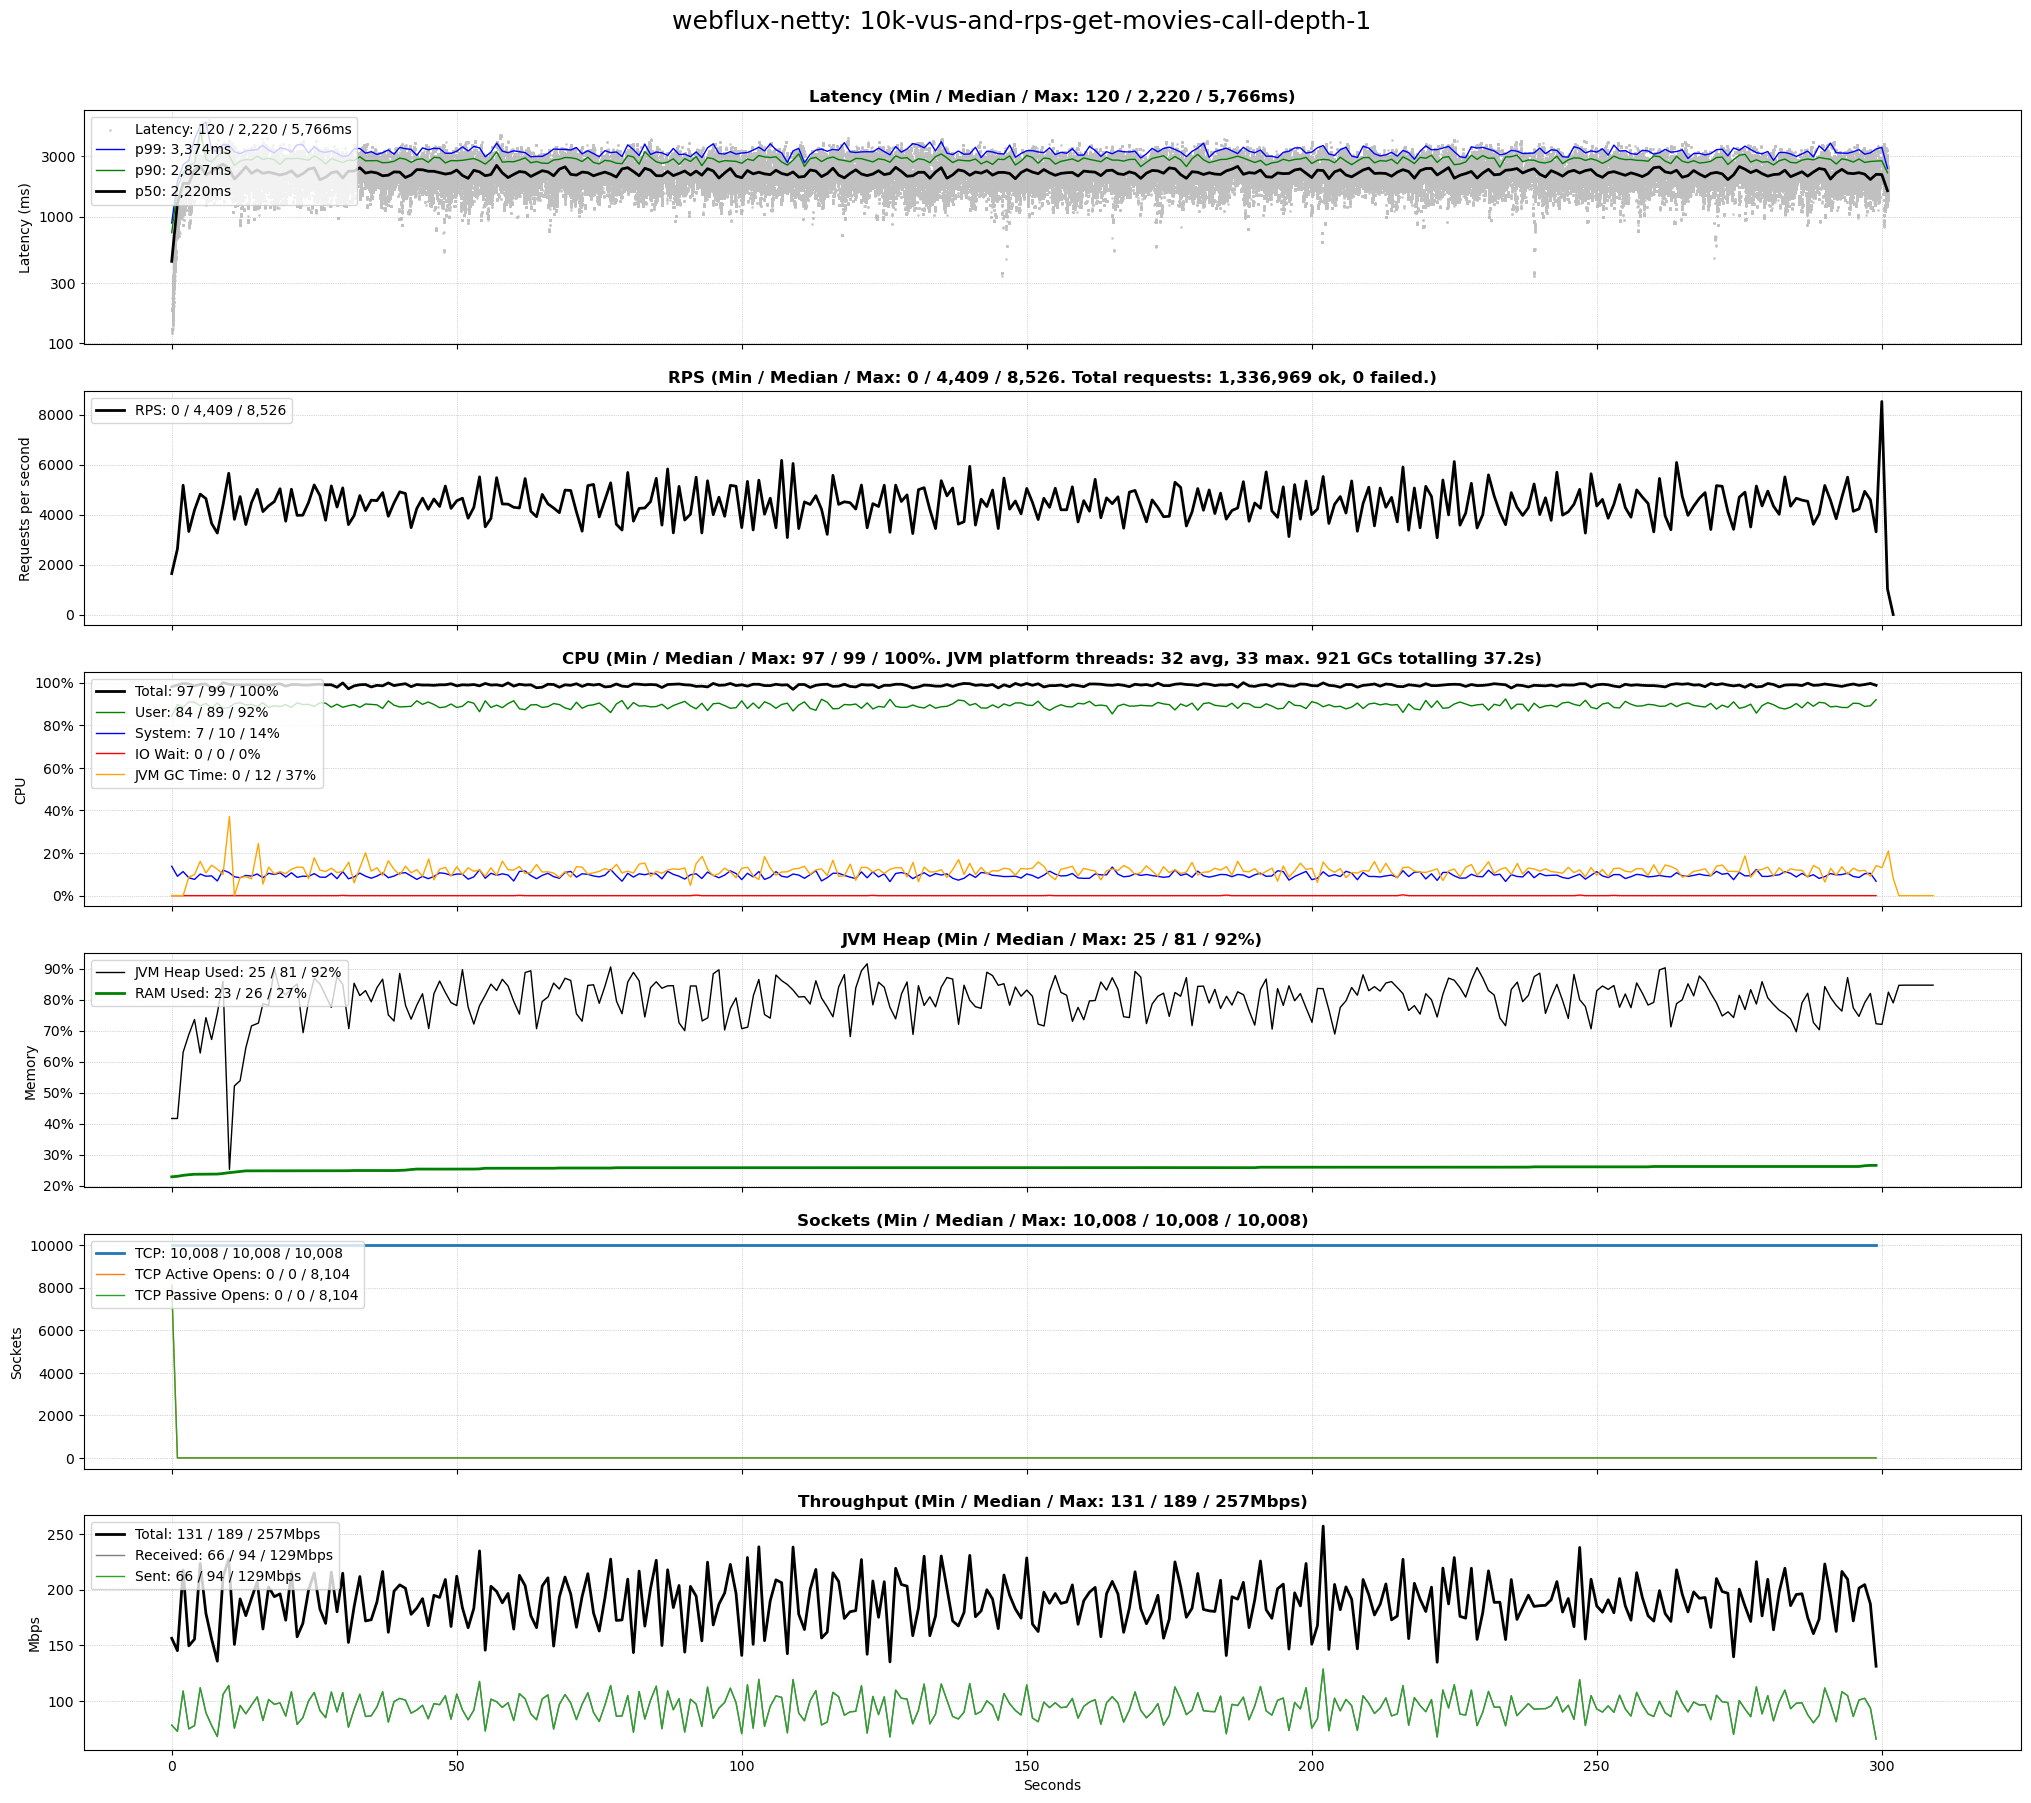 webflux-netty: 10k-vus-and-rps-get-movies-call-depth-1
Latency (Min / Median / Max: 120 / 2,220 / 5,766ms)
Latency: 120 / 2,220 / 5,766ms
p99: 3,374ms
p90: 2,827ms
p50: 2,220ms
Latency (ms)
3000
1000
300
100
RPS (Min / Median / Max: 0 / 4,409 / 8,526. Total requests: 1,336,969 ok, 0 failed.)
RPS: 0 / 4,409 / 8,526
Requests per second
8000
6000
4000
2000
0
CPU (Min / Median / Max: 97 / 99 / 100%. JVM platform threads: 32 avg, 33 max. 921 GCs totalling 37.2s)
Total: 97 / 99 / 100%
User: 84 / 89 / 92%
System: 7 / 10 / 14%
IO Wait: 0 / 0 / 0%
JVM GC Time: 0 / 12 / 37%
CPU
100%
80%
60%
40%
20%
0%
JVM Heap (Min / Median / Max: 25 / 81 / 92%)
JVM Heap Used: 25 / 81 / 92%
RAM Used: 23 / 26 / 27%
Memory
90%
80%
70%
60%
50%
40%
30%
20%
Sockets (Min / Median / Max: 10,008 / 10,008 / 10,008)
TCP: 10,008 / 10,008 / 10,008
TCP Active Opens: 0 / 0 / 8,104
TCP Passive Opens: 0 / 0 / 8,104
Sockets
10000
8000
6000
4000
2000
0
Throughput (Min / Median / Max: 131 / 189 / 257Mbps)
Total: 131 / 189 / 257Mbps
Received: 66 / 94 / 129Mbps
Sent: 66 / 94 / 129Mbps
Mbps
250
200
150
100
0 50 100 150 200 250 300
Seconds